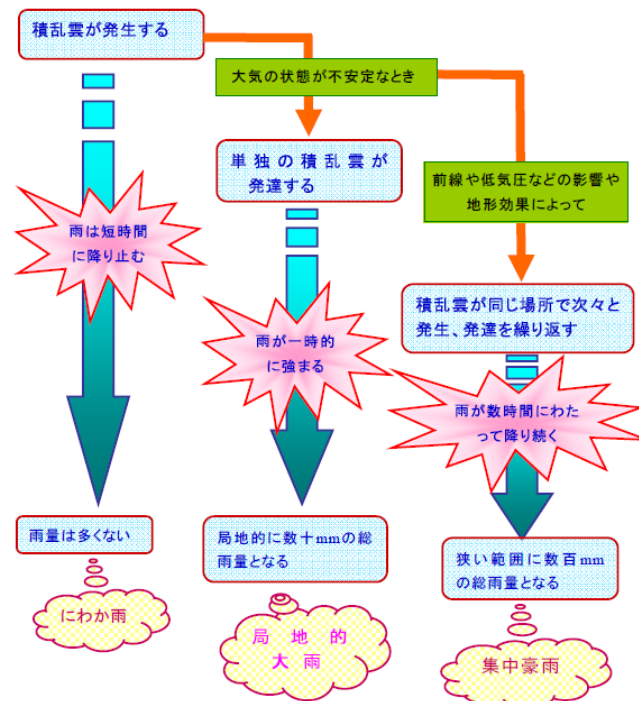 積乱雲が発生する
大気の状態が不安定なとき
単独の積乱雲が
発達する
前線や低気圧などの影響や
地形効果によって
雨は短時間
に降り止む
積乱雲が同じ場所で次々と
発生、発達を繰り返す
雨が一時的
に強まる
雨が数時間にわた
って降り続く
雨量は多くない
局地的に数十mmの総
雨量となる
狭い範囲に数百mm
の総雨量となる
にわか雨
局地的
大雨
集中豪雨